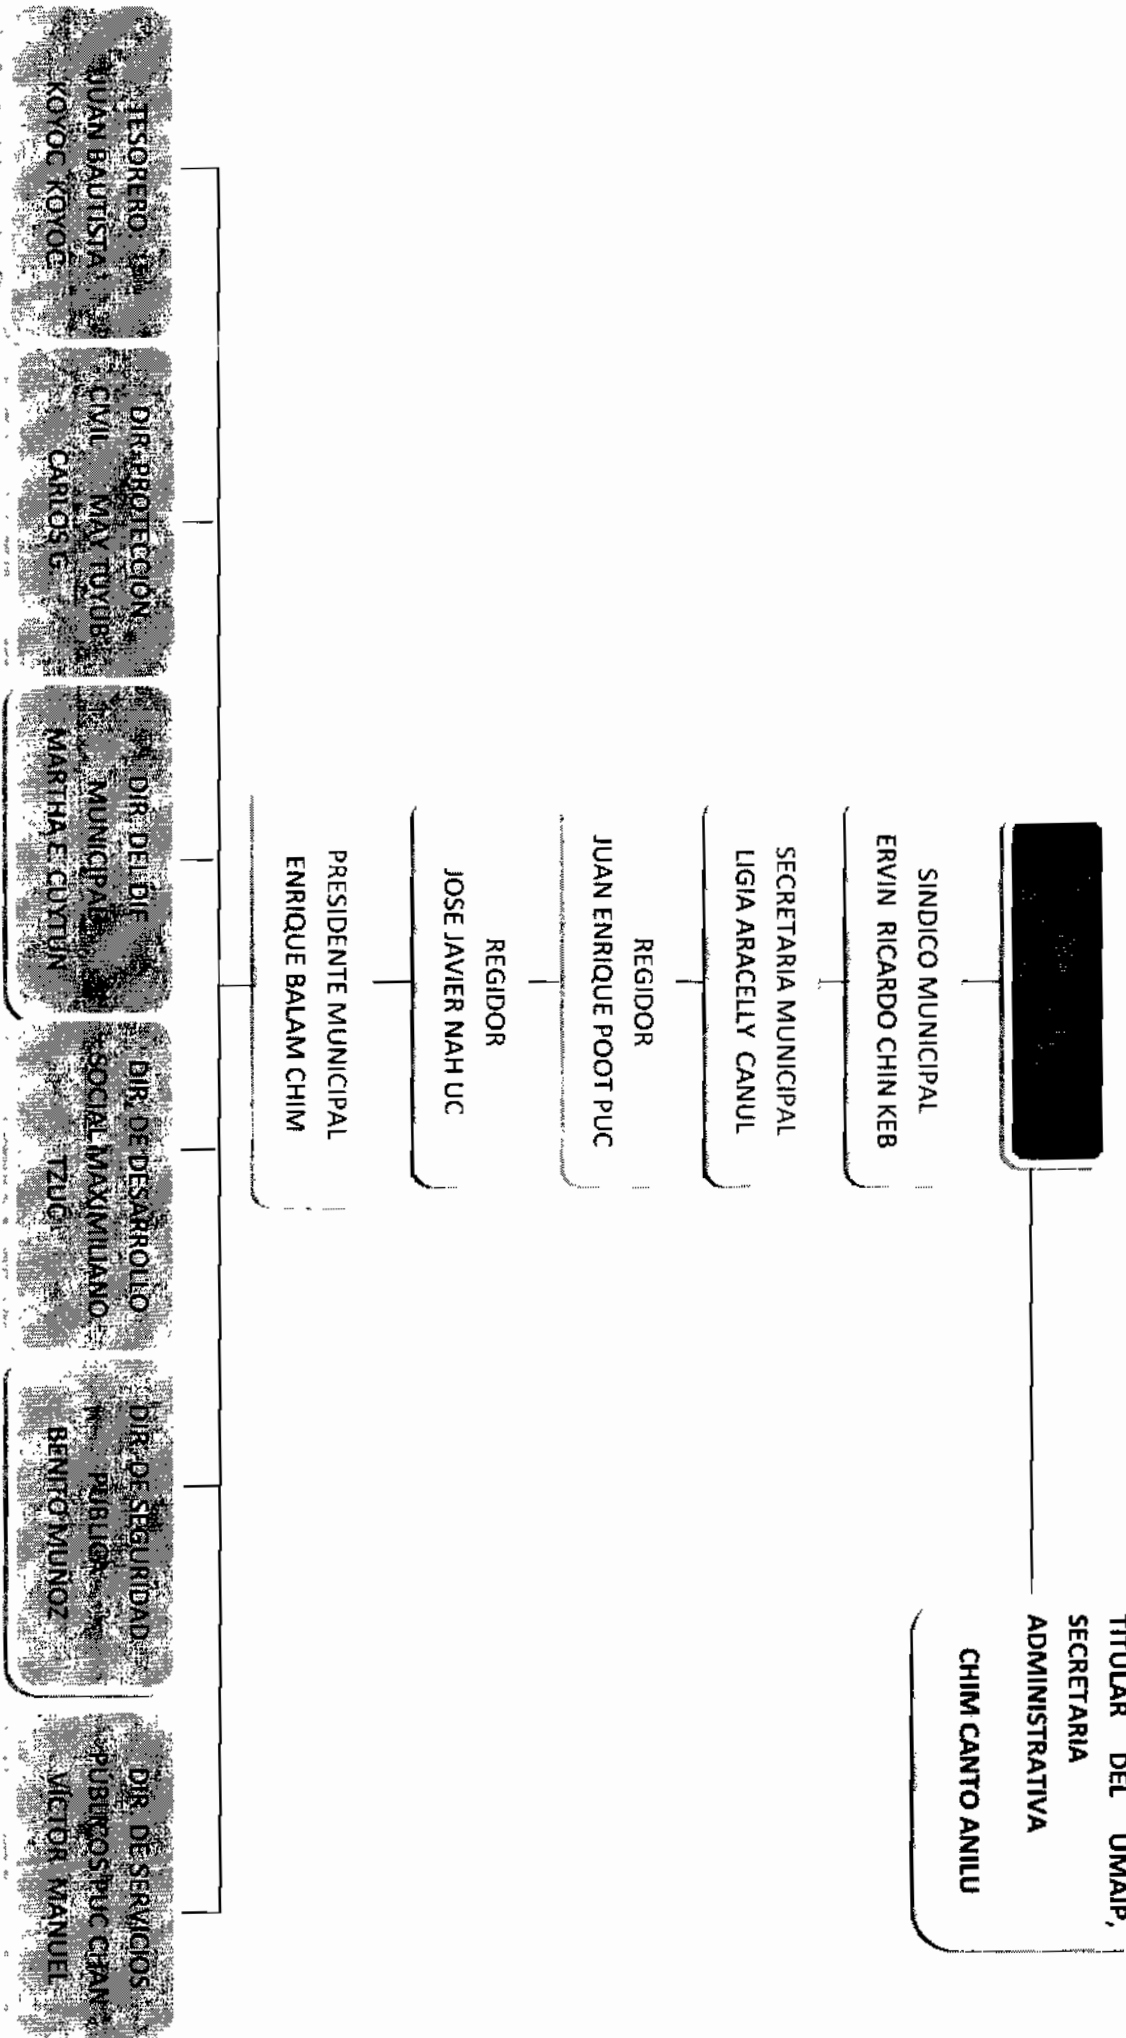 TITULAR DEL UMAIP,
SECRETARIA
ADMINISTRATIVA
CHIM CANTO ANILU
SINDICO MUNICIPAL
ERVIN RICARDO CHIN KEB
SECRETARIA MUNICIPAL
LIGIA ARACELLY CANUL
REGIDOR
JUAN ENRIQUE POOT PUC
REGIDOR
JOSE JAVIER NAH UC
PRESIDENTE MUNICIPAL
ENRIQUE BALAM CHIM
TESORERO:
JUAN BAUTISTA
KOYOC KOYOC
DIR. PROTECCIÓN
CIVIL MAY TUYUB
CARLOS G.
DIR. DEL DIF
MUNICIPAL
MARTHA E CUYTUN
DIR. DE DESARROLLO
SOCIAL MAXIMILIANO
TZUC
DIR. DE SEGURIDAD
PUBLICA
BENITO MUÑOZ
DIR. DE SERVICIOS
PÚBLICOS PUC CHAN
VÍCTOR MANUEL